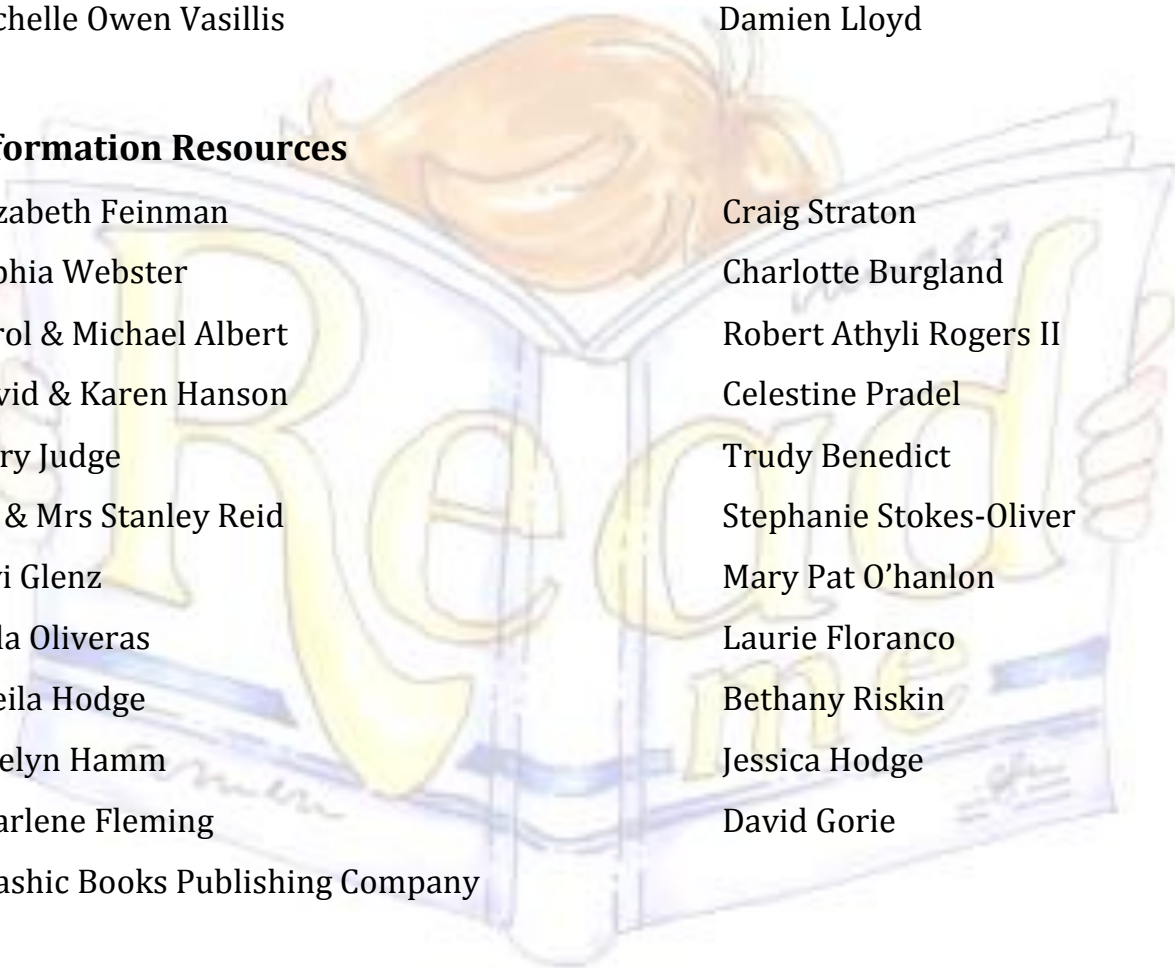 chelle Owen Vasillis Damien Lloyd
formation Resources
zabeth Feinman Craig Straton
phia Webster Charlotte Burgland
rol & Michael Albert Robert Athyli Rogers II
vid & Karen Hanson Celestine Pradel
ry Judge Trudy Benedict
& Mrs Stanley Reid Stephanie Stokes-Oliver
i Glenz Mary Pat O’hanlon
la Oliveras Laurie Floranco
eila Hodge Bethany Riskin
elyn Hamm Jessica Hodge
arlene Fleming David Gorie
ashic Books Publishing Company
Read
me